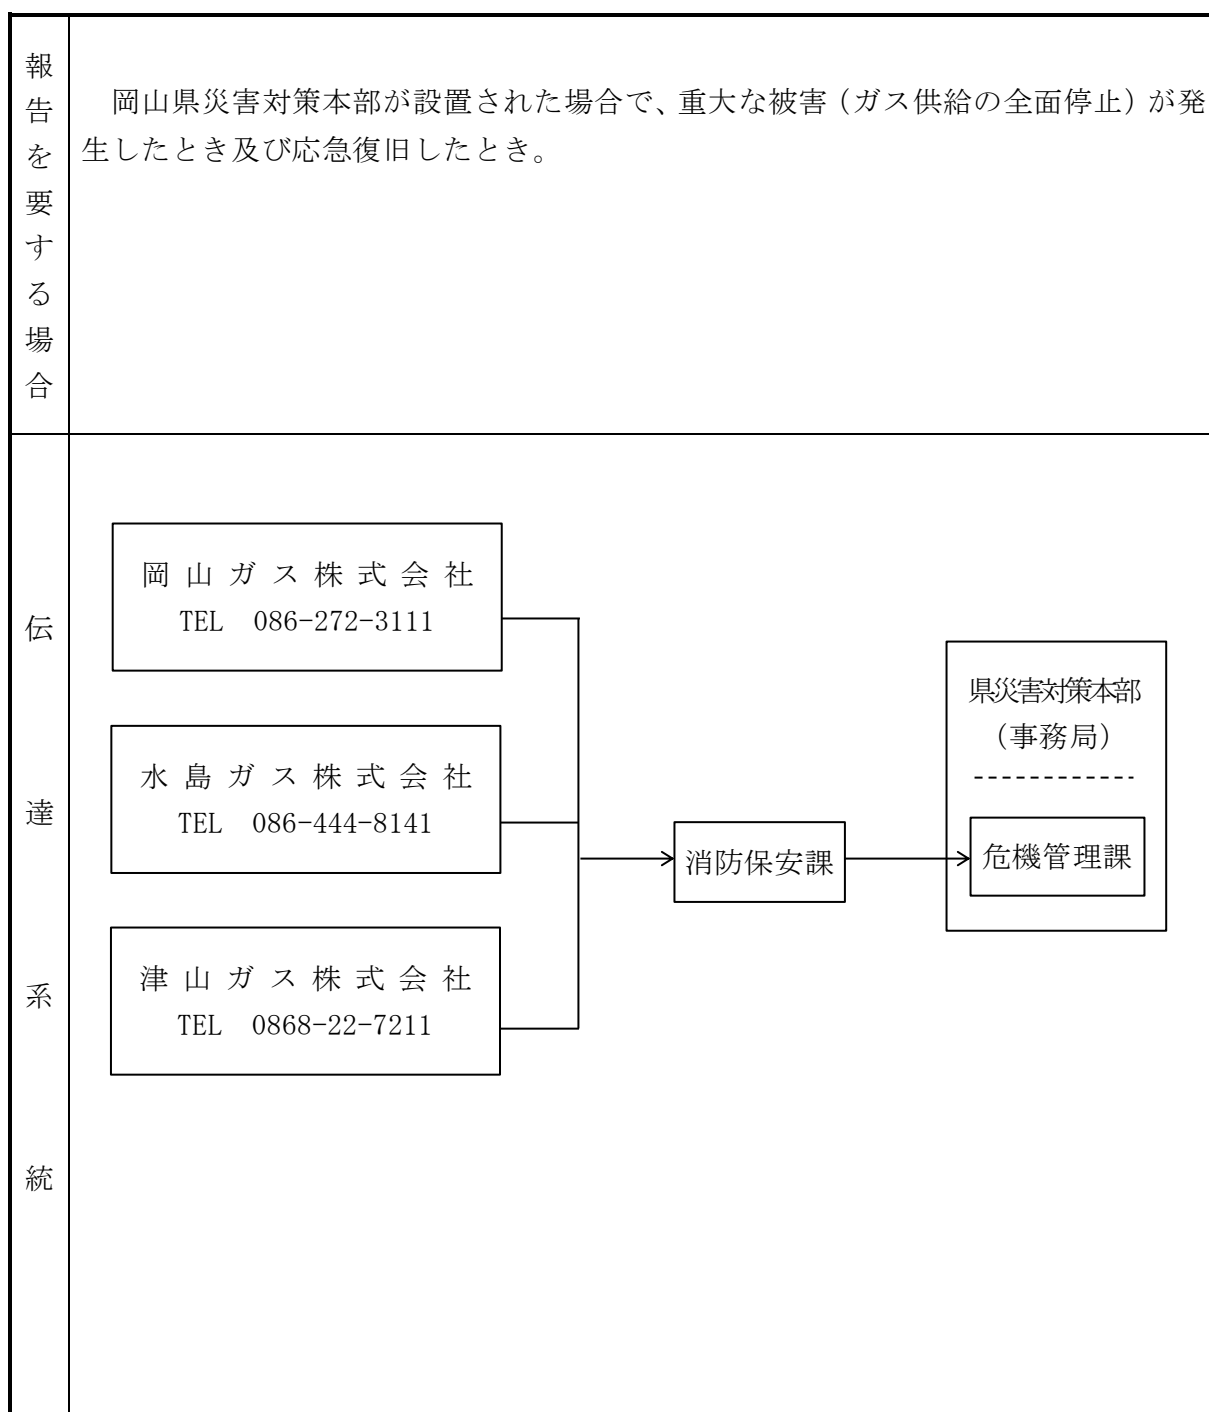 報告を要する場合
岡山県災害対策本部が設置された場合で、重大な被害（ガス供給の全面停止）が発
生したとき及び応急復旧したとき。
伝達系統
岡山ガス株式会社
TEL　086-272-3111
水島ガス株式会社
TEL　086-444-8141
津山ガス株式会社
TEL　0868-22-7211
消防保安課
県災害対策本部
（事務局）
危機管理課